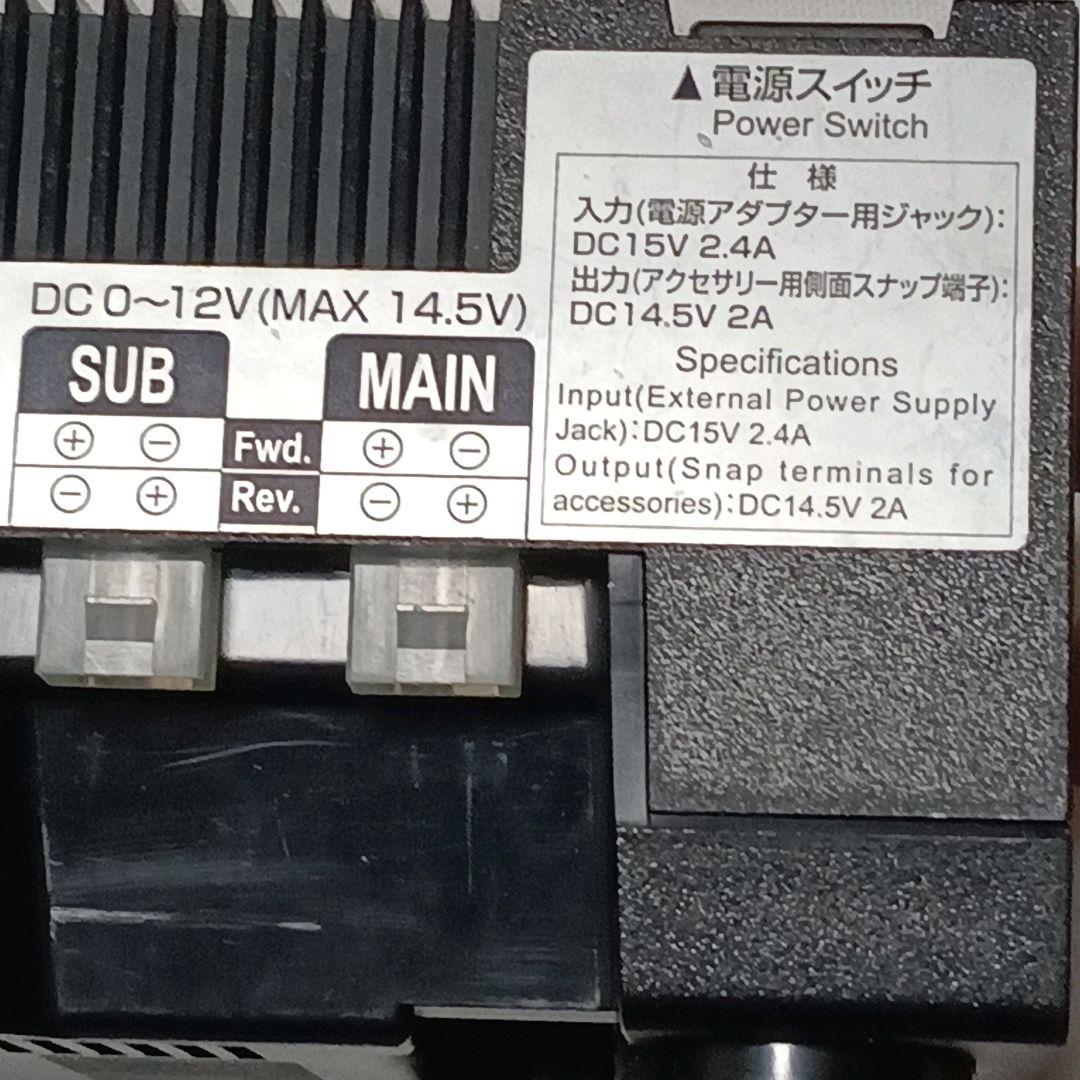 ▲電源スイッチ
Power Switch
仕 様
入力(電源アダプター用ジャック):
DC15V 2.4A
出力(アクセサリー用側面スナップ端子):
DC14.5V 2A
Specifications
Input(External Power Supply
Jack):DC15V 2.4A
Output(Snap terminals for
accessories):DC14.5V 2A
DC 0〜12V(MAX 14.5V)
SUB MAIN
⊕ ⊖ Fwd. ⊕ ⊖
⊖ ⊕ Rev. ⊖ ⊕